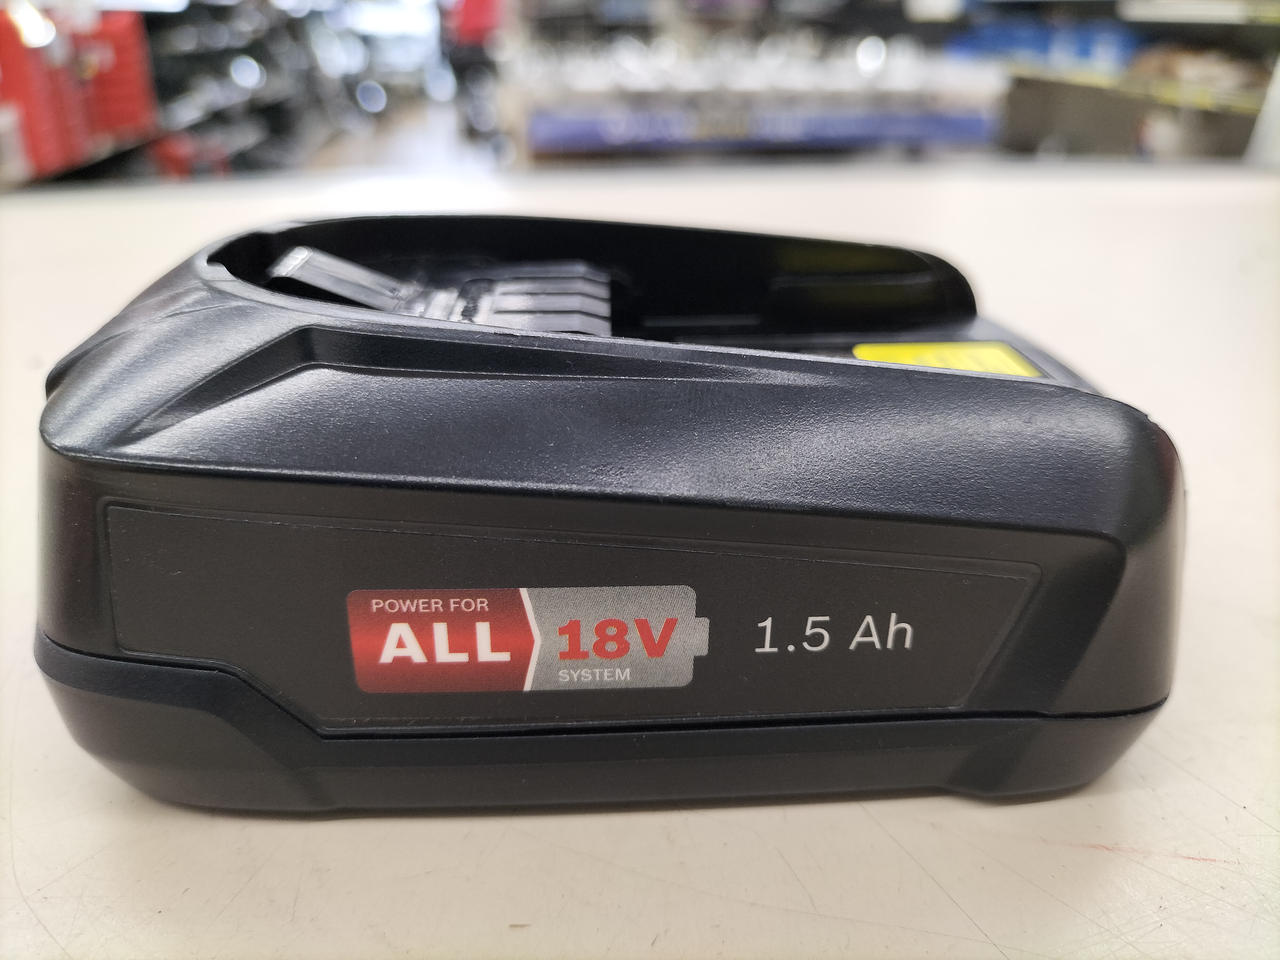 POWER FOR
ALL
18V
SYSTEM
1.5 Ah